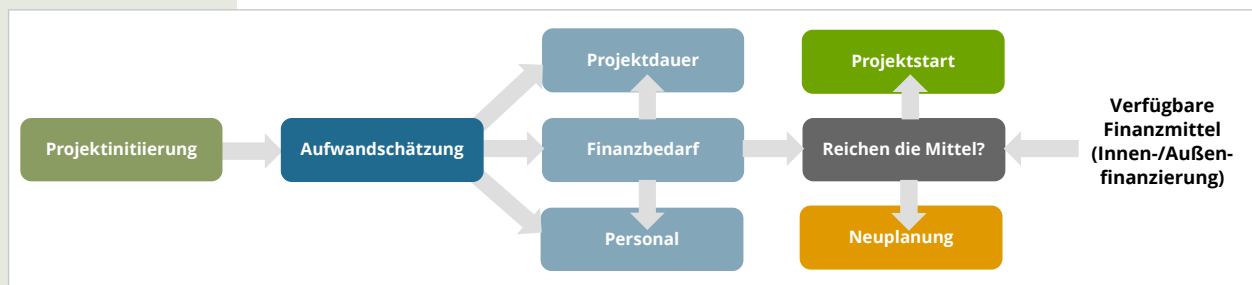 Projektinitiierung
Aufwandschätzung
Projektdauer
Finanzbedarf
Personal
Projektstart
Reichen die Mittel?
Neuplanung
Verfügbare
Finanzmittel
(Innen-/Außen-
finanzierung)